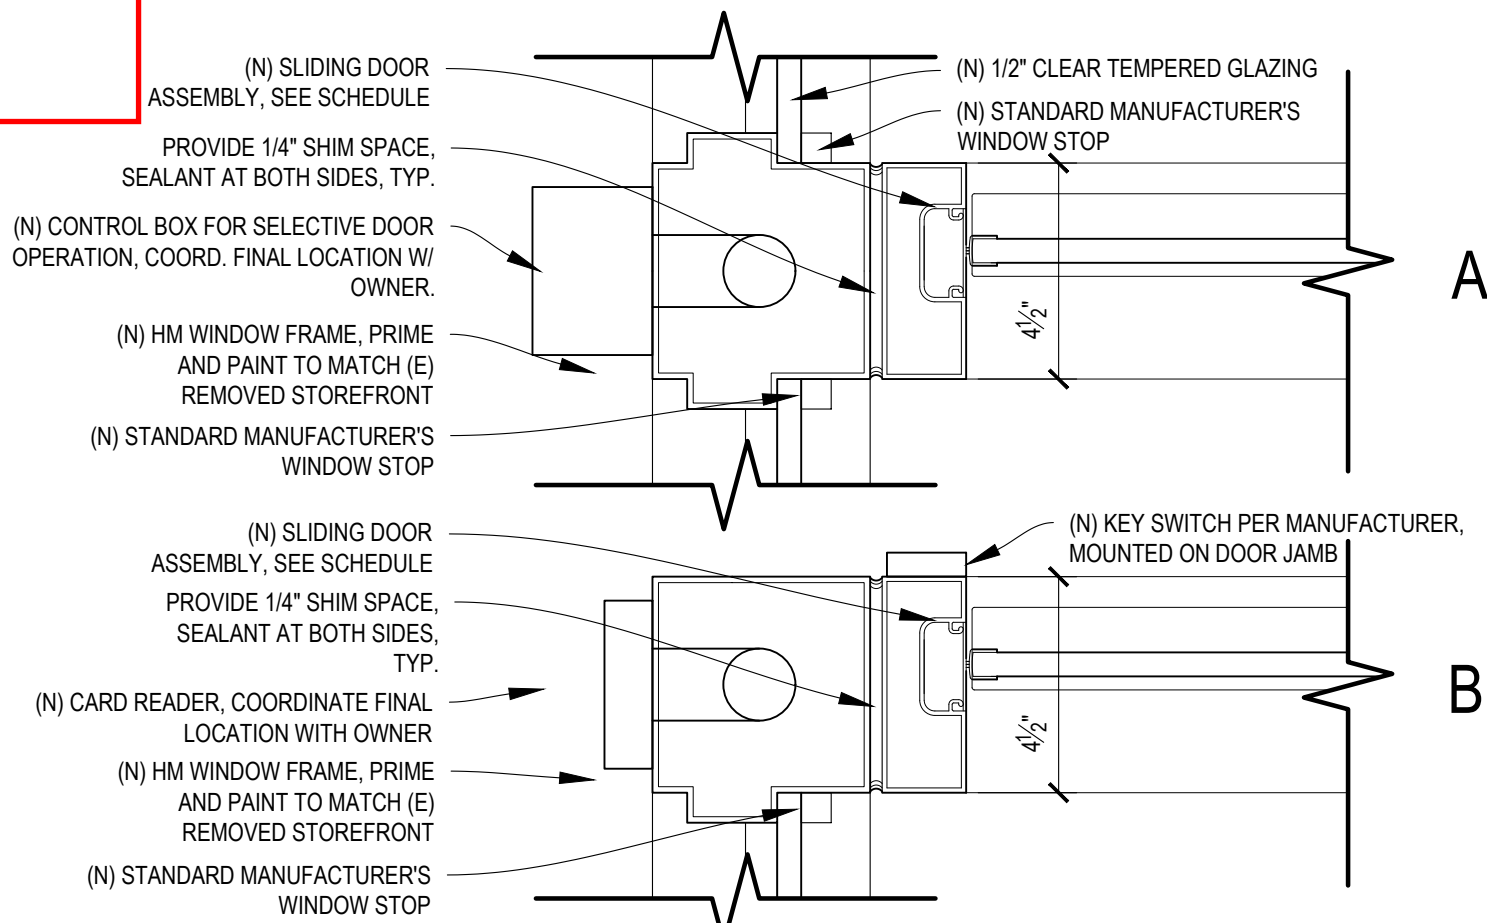 (N) SLIDING DOOR
ASSEMBLY, SEE SCHEDULE
PROVIDE 1/4" SHIM SPACE,
SEALANT AT BOTH SIDES, TYP.
(N) CONTROL BOX FOR SELECTIVE DOOR
OPERATION, COORD. FINAL LOCATION W/
OWNER.
(N) HM WINDOW FRAME, PRIME
AND PAINT TO MATCH (E)
REMOVED STOREFRONT
(N) STANDARD MANUFACTURER'S
WINDOW STOP
(N) 1/2" CLEAR TEMPERED GLAZING
(N) STANDARD MANUFACTURER'S
WINDOW STOP
4½"
A
(N) SLIDING DOOR
ASSEMBLY, SEE SCHEDULE
PROVIDE 1/4" SHIM SPACE,
SEALANT AT BOTH SIDES,
TYP.
(N) CARD READER, COORDINATE FINAL
LOCATION WITH OWNER
(N) HM WINDOW FRAME, PRIME
AND PAINT TO MATCH (E)
REMOVED STOREFRONT
(N) STANDARD MANUFACTURER'S
WINDOW STOP
(N) KEY SWITCH PER MANUFACTURER,
MOUNTED ON DOOR JAMB
4½"
B